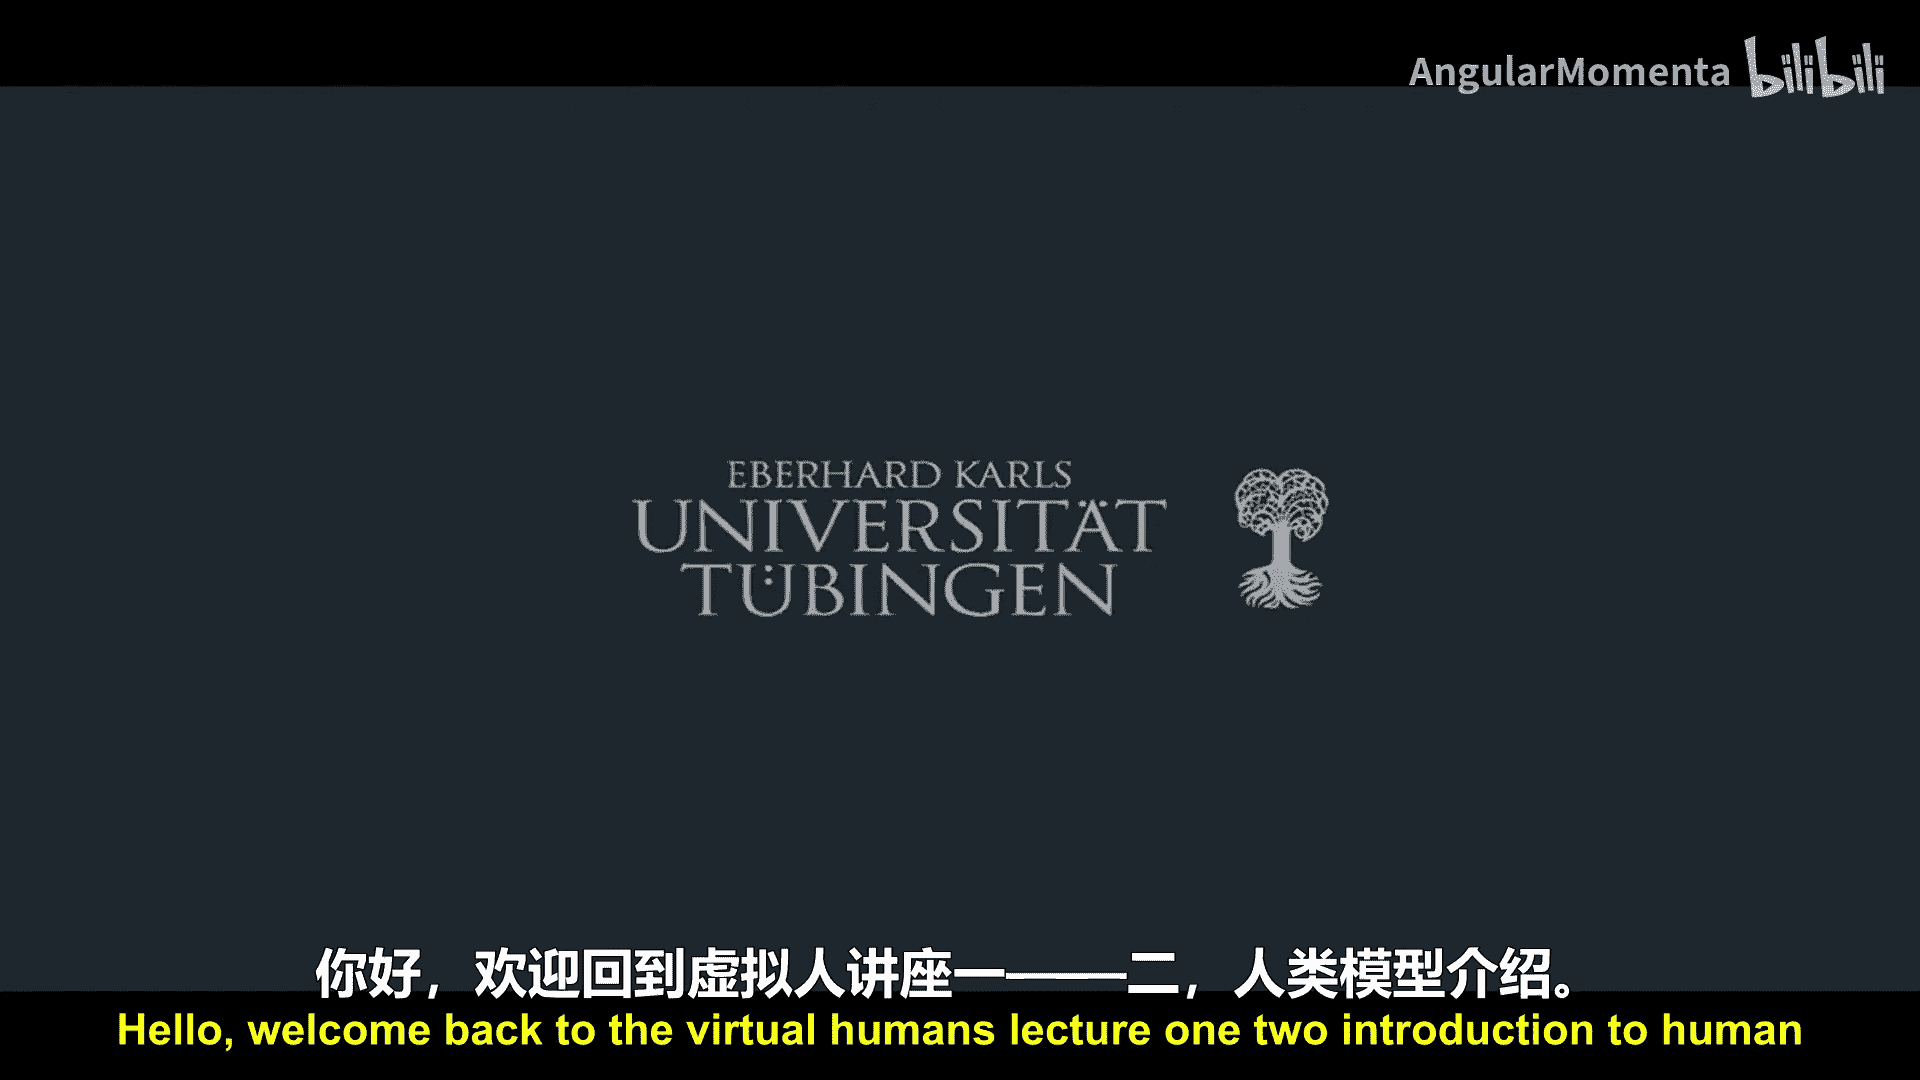 AngularMomenta bilibili
EBERHARD KARLS
UNIVERSITÄT
TÜBINGEN
你好，欢迎回到虚拟人讲座一——二，人类模型介绍。
Hello, welcome back to the virtual humans lecture one two introduction to human